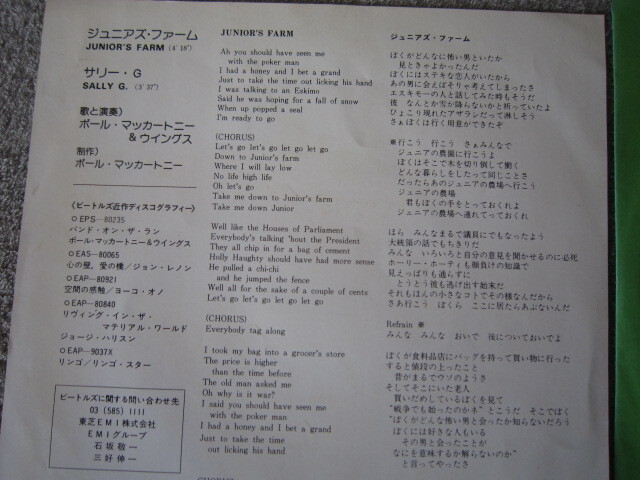 ジュニアズ・ファーム
JUNIOR'S FARM (4′18″)
サリー・G
SALLY G. (3′37″)
歌と演奏)
ポール・マッカートニー
&ウイングス
制作)
ポール・マッカートニー
《ビートルズ近作ディスコグラフィー》
○EPS—80235
バンド・オン・ザ・ラン
ポール・マッカートニー&ウイングス
○EAS—80065
心の壁,愛の橋/ジョン・レノン
○EAP—80921
空間の感触/ヨーコ・オノ
○EAP—80840
リヴィング・イン・ザ・
マテリアル・ワールド
ジョージ・ハリスン
○EAP—9037X
リンゴ/リンゴ・スター
ビートルズに関する問い合わせ先
03 (585) 1111
東芝EMI株式会社
EMIグループ
石坂敬一
三好伸一
JUNIOR'S FARM
Ah you should have seen me
with the poker man
I had a honey and I bet a grand
Just to take the time out licking his hand
I was talking to an Eskimo
Said he was hoping for a fall of snow
When up popped a seal
I'm ready to go
(CHORUS)
Let's go let's go let go let go
Down to Junior's farm
Where I will lay low
No life high life
Oh let's go
Take me down to Junior's farm
Take me down Junior
Well like the Houses of Parliament
Everybody's talking 'bout the President
They all chip in for a bag of cement
Holly Haughty should have had more sense
He pulled a chi-chi
and he jumped the fence
Well all for the sake of a couple of cents
Let's go let's go let go let go
(CHORUS)
Everybody tag along
I took my bag into a grocer's store
The price is higher
than the time before
The old man asked me
Oh why is it war?
I said you should have seen me
with the poker man
I had a honey and I bet a grand
Just to take the time
out licking his hand
(CHORUS)
ジュニアズ・ファーム
ぼくがどんなに怖い男といたか
見ときゃよかったんだ
ぼくにはステキな恋人がいたから
あの男に会えばそりゃ考えてしまっさ
エスキモーの人と話してみた時もそうだ
彼 なんとか雪が降らないかと祈っていたよ
ひょこり現れたアザラシだって淋しそう
さぁぼくは行く用意ができたぞ
※行こう 行こう さぁみんなで
ジュニアの農園に行こうよ
ぼくはそこで木を切り倒して働く
どんな暮らしをしたって同じことさ
だったらあのジュニアの農場へ行こう
ジュニアの農場
君もぼくの手をとっておくれよ
ジュニアの農場へ連れてっておくれ
ほら みんなまるで議員にでもなったよう
大統領の話でもちきりだ
みんな いろいろと自分の意見を聞かせるのに必死
ホーリー・ホーティも顔負けの知識で
見えっぱりも通らずに
とうとう彼も逃げ出す始末だ
それもほんの小さなコトでその様なんだから
さあ行こう ぼくら ここに居たらあぶないんだ
Refrain ※
みんな みんな おいで 後についておいでよ
ぼくが食料品店にバッグを持って買い物に行った
すると値段の上ったこと
昔がまるでウソのようさ
そしてそこにいた老人
買いだめしているぼくを見て
"戦争でも始ったのかネ"とこうだ そこでぼく
"ぼくがどんな怖い男と会ったか知らないだろう
ぼくには好きな人もいる
その男と会ったことが
なにを意味するか解らないのか"
と言ってやったさ